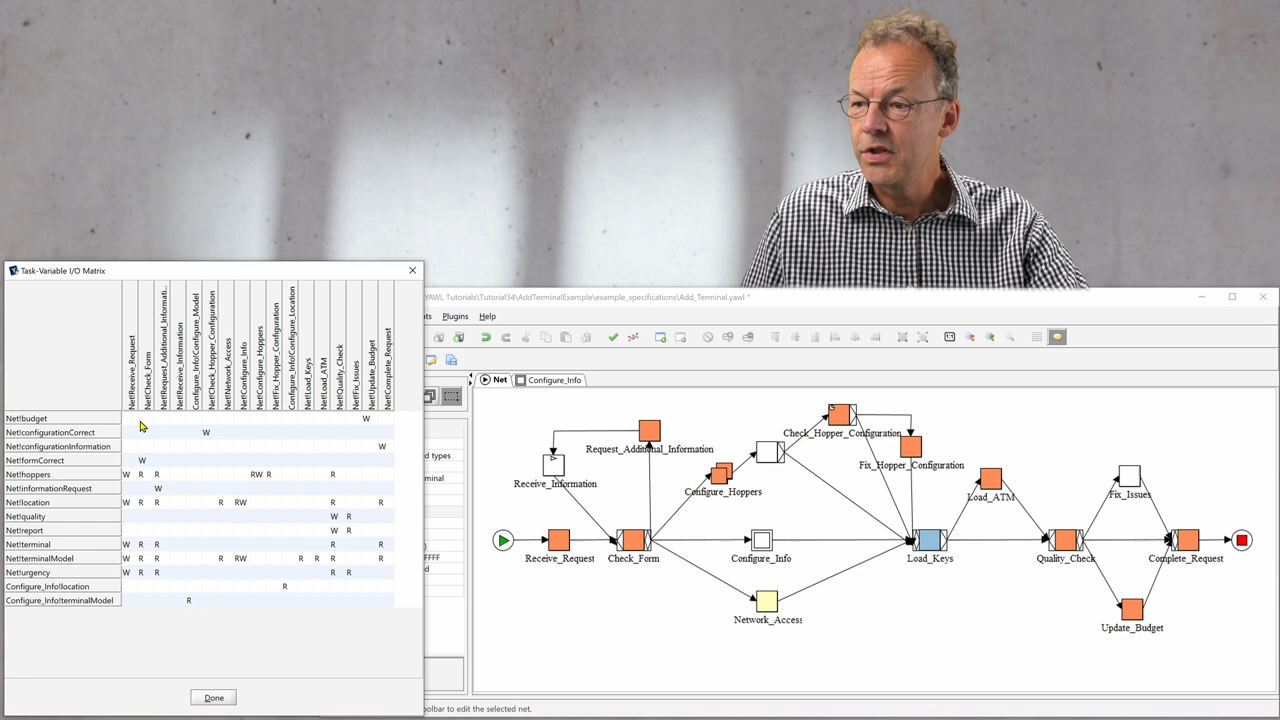 Task-Variable I/O Matrix
Net!Receive_Request
Net!Check_Form
Net!Request_Additional_Informati...
Net!Receive_Information
Configure_Info!Configure_Model
Net!Check_Hopper_Configuration
Net!Network_Access
Net!Configure_Info
Net!Configure_Hoppers
Net!Fix_Hopper_Configuration
Configure_Info!Configure_Location
Net!Load_Keys
Net!Load_ATM
Net!Quality_Check
Net!Fix_Issues
Net!Update_Budget
Net!Complete_Request
Net!budget W
Net!configurationCorrect W
Net!configurationInformation W
Net!formCorrect W
Net!hoppers W R R RW R R
Net!informationRequest W
Net!location W R R R RW R R
Net!quality W R
Net!report W R
Net!terminal W R R R R
Net!terminalModel W R R R RW R R R R
Net!urgency W R R R R
Configure_Info!location R
Configure_Info!terminalModel R
Done
YAWL Tutorials\Tutorial34\AddTerminalExample\example_specifications\Add_Terminal.yawl *
ts Plugins Help
Net
Configure_Info
d types
minal
)
FFFF
d
Check_Hopper_Configuration
Request_Additional_Information
Fix_Hopper_Configuration
Receive_Information
Configure_Hoppers
Load_ATM
Fix_Issues
Receive_Request
Check_Form
Configure_Info
Load_Keys
Quality_Check
Complete_Request
Network_Access
Update_Budget
olbar to edit the selected net.